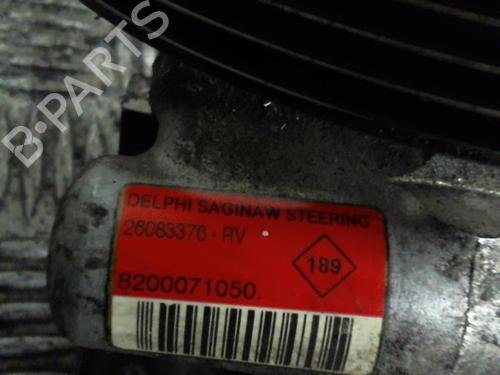 B-PARTS
DELPHI SAGINAW STEERING
26083376 - RV
189
8200071050.